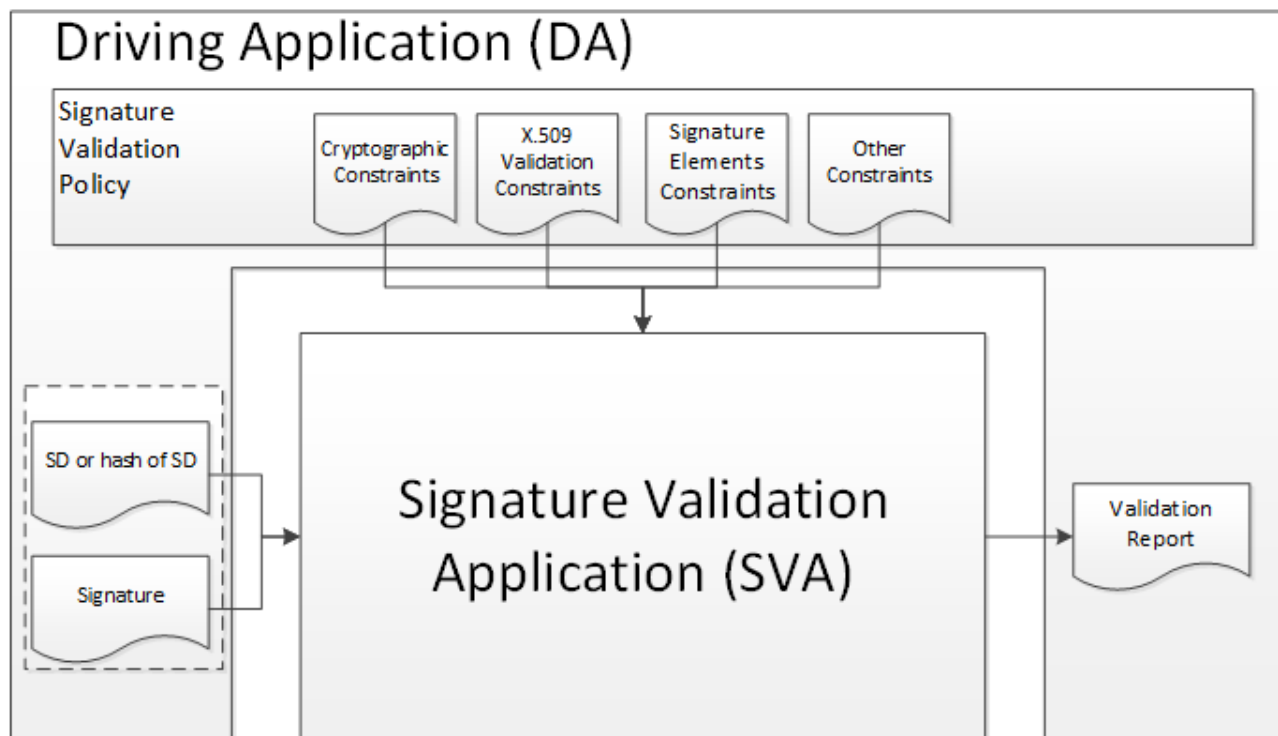 Driving Application (DA)
Signature
Validation
Policy
Cryptographic
Constraints
X.509
Validation
Constraints
Signature
Elements
Constraints
Other
Constraints
SD or hash of SD
Signature
Signature Validation
Application (SVA)
Validation
Report